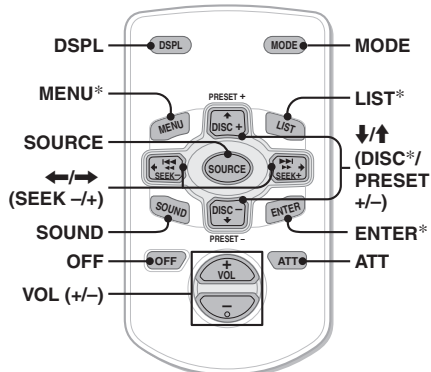 DSPL
DSPL
MODE
MODE
MENU*
PRESET +
LIST*
MENU
DISC +
LIST
SOURCE
SEEK–
SOURCE
SEEK+
←/→
(SEEK –/+)
↓/↑
(DISC*/
PRESET
+/–)
SOUND
SOUND
DISC –
ENTER
ENTER*
PRESET –
OFF
OFF
ATT
ATT
VOL (+/–)
+
VOL
–